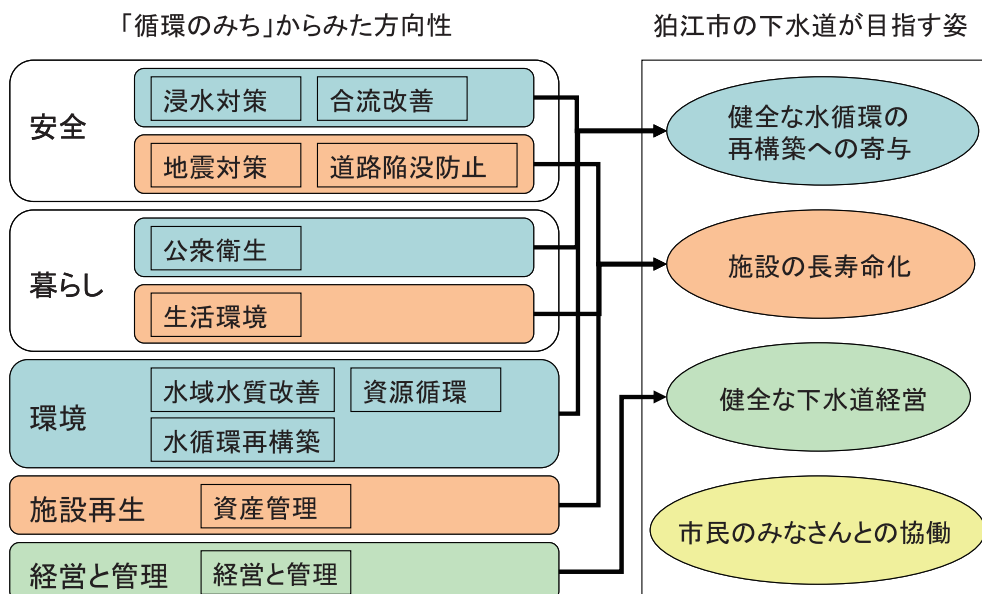 「循環のみち」からみた方向性
安全
浸水対策
合流改善
地震対策
道路陥没防止
暮らし
公衆衛生
生活環境
環境
水域水質改善
資源循環
水循環再構築
施設再生
資産管理
経営と管理
経営と管理
狛江市の下水道が目指す姿
健全な水循環の
再構築への寄与
施設の長寿命化
健全な下水道経営
市民のみなさんとの協働